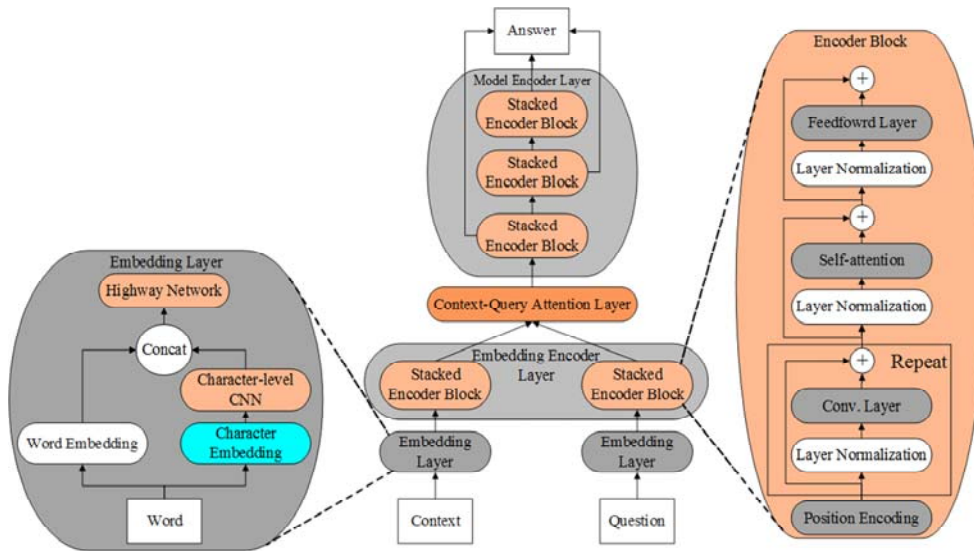 Answer
Model Encoder Layer
Stacked
Encoder Block
Stacked
Encoder Block
Stacked
Encoder Block
Context-Query Attention Layer
Embedding Encoder
Layer
Stacked
Encoder Block
Stacked
Encoder Block
Embedding
Layer
Embedding
Layer
Context
Question
Embedding Layer
Highway Network
Concat
Character-level
CNN
Word Embedding
Character
Embedding
Word
Encoder Block
+
Feedfowrd Layer
Layer Normalization
+
Self-attention
Layer Normalization
+
Repeat
Conv. Layer
Layer Normalization
Position Encoding